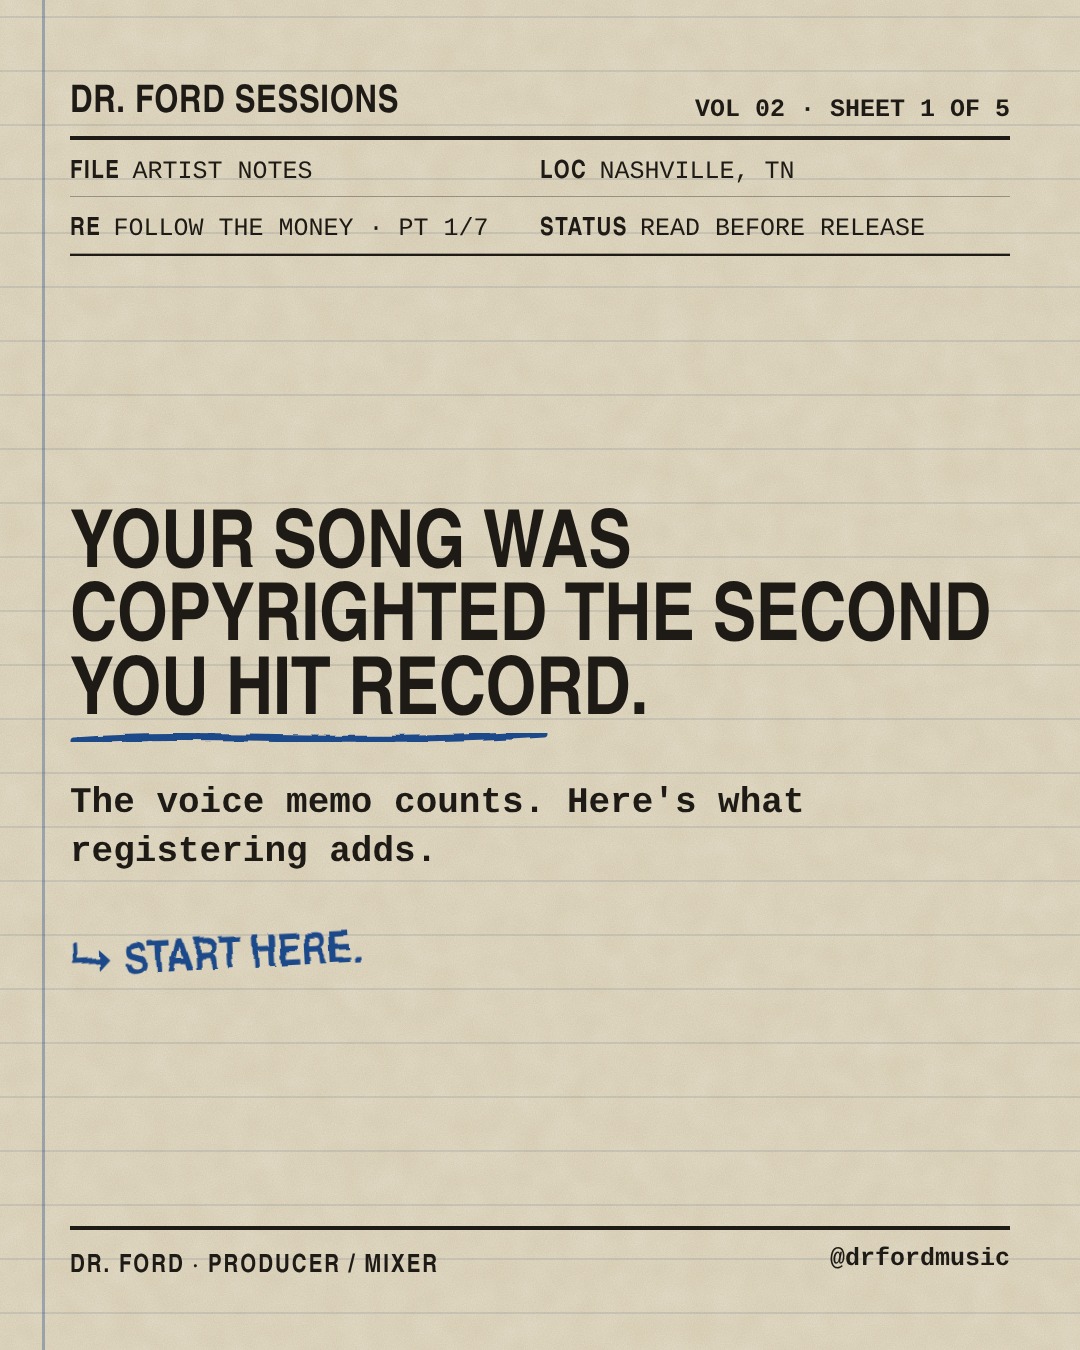 DR. FORD SESSIONS
VOL 02 · SHEET 1 OF 5
FILE ARTIST NOTES
LOC NASHVILLE, TN
RE FOLLOW THE MONEY · PT 1/7
STATUS READ BEFORE RELEASE
YOUR SONG WAS
COPYRIGHTED THE SECOND
YOU HIT RECORD.
The voice memo counts. Here's what
registering adds.
↳ START HERE.
DR. FORD · PRODUCER / MIXER
@drfordmusic